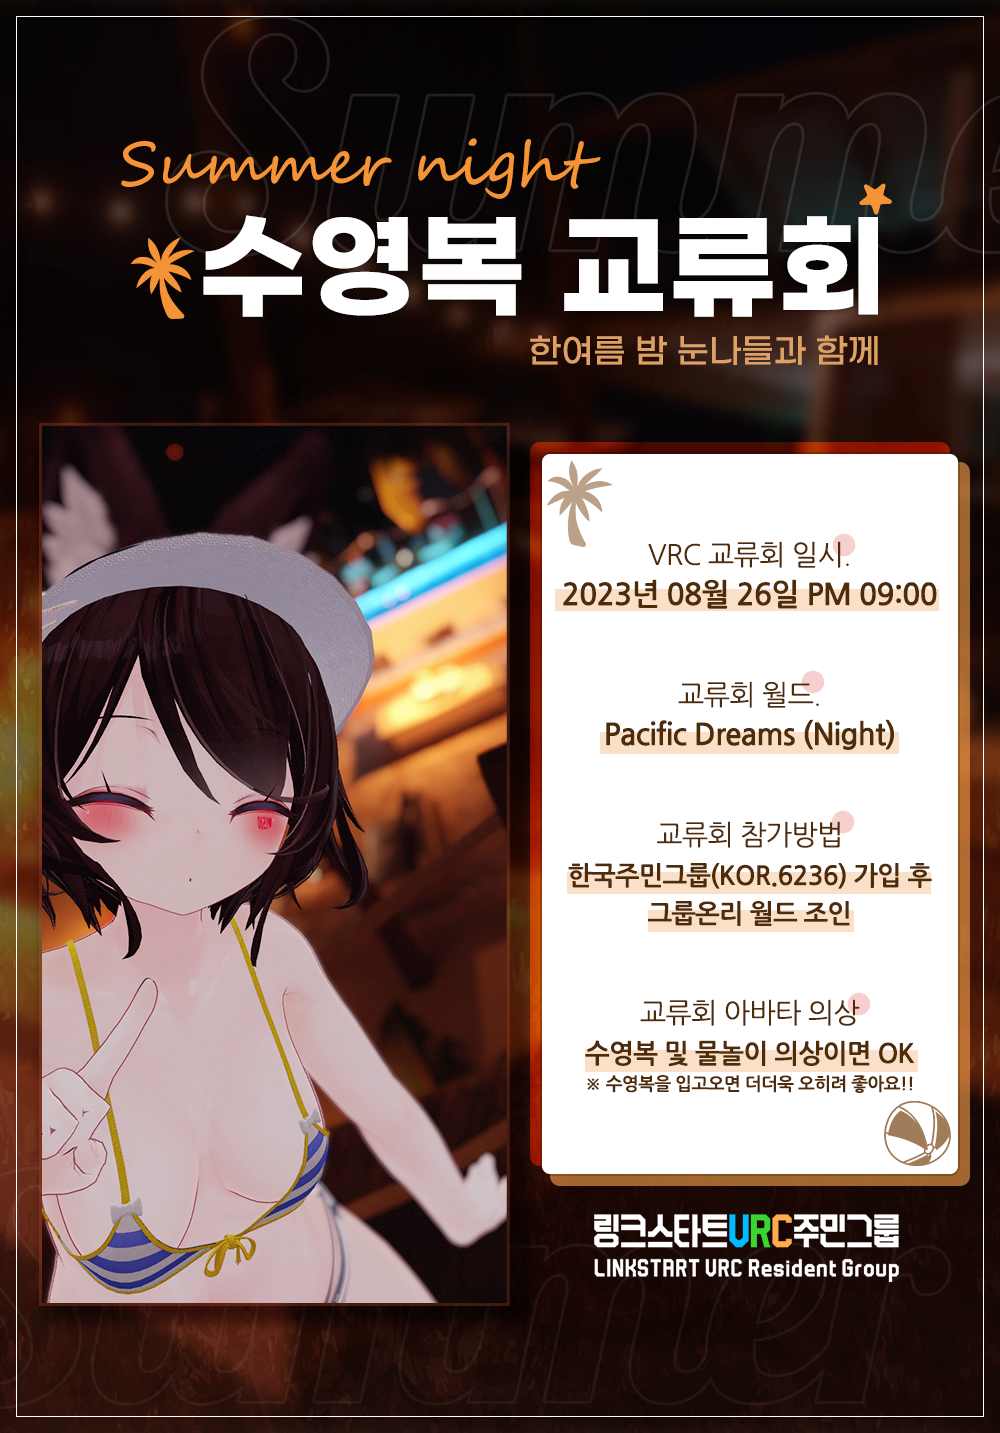 Summer night
수영복 교류회
한여름 밤 눈나들과 함께
VRC 교류회 일시.
2023년 08월 26일 PM 09:00
교류회 월드.
Pacific Dreams (Night)
교류회 참가방법
한국주민그룹(KOR.6236) 가입 후
그룹온리 월드 조인
교류회 아바타 의상
수영복 및 물놀이 의상이면 OK
※ 수영복을 입고오면 더더욱 오히려 좋아요!!
링크스타트VRC주민그룹
LINKSTART VRC Resident Group
Summer
Summer